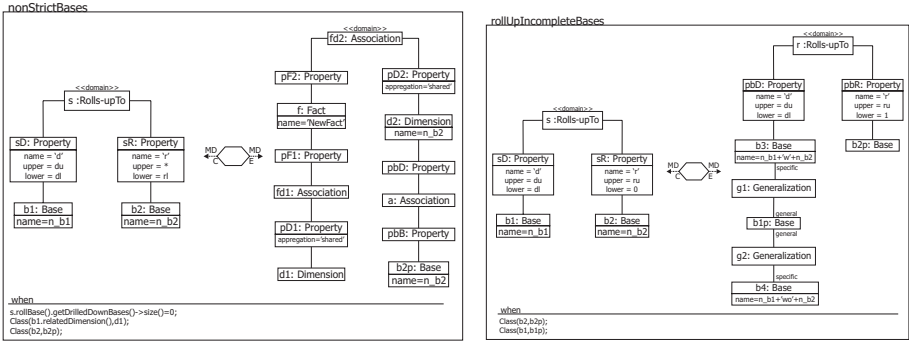 nonStrictBases
<<domain>>
fd2: Association
pF2: Property
pD2: Property
appregation='shared'
<<domain>>
s :Rolls-upTo
f: Fact
name='NewFact'
d2: Dimension
name=n_b2
sD: Property
name = 'd'
upper = du
lower = dl
sR: Property
name = 'r'
upper = *
lower = rl
MD
C
MD
E
pF1: Property
pbD: Property
fd1: Association
a: Association
b1: Base
name=n_b1
b2: Base
name=n_b2
pD1: Property
appregation='shared'
pbB: Property
d1: Dimension
b2p: Base
name=n_b2
when
s.rollBase().getDrilledDownBases()->size()=0;
Class(b1.relatedDimension(),d1);
Class(b2,b2p);
rollUpIncompleteBases
<<domain>>
r :Rolls-upTo
pbD: Property
name = 'd'
upper = du
lower = dl
pbR: Property
name = 'r'
upper = ru
lower = 1
<<domain>>
s :Rolls-upTo
b3: Base
name=n_b1+'w'+n_b2
b2p: Base
sD: Property
name = 'd'
upper = du
lower = dl
sR: Property
name = 'r'
upper = ru
lower = 0
MD
C
MD
E
specific
g1: Generalization
general
b1p: Base
general
b1: Base
name=n_b1
b2: Base
name=n_b2
g2: Generalization
specific
b4: Base
name=n_b1+'wo'+n_b2
when
Class(b2,b2p);
Class(b1,b1p);